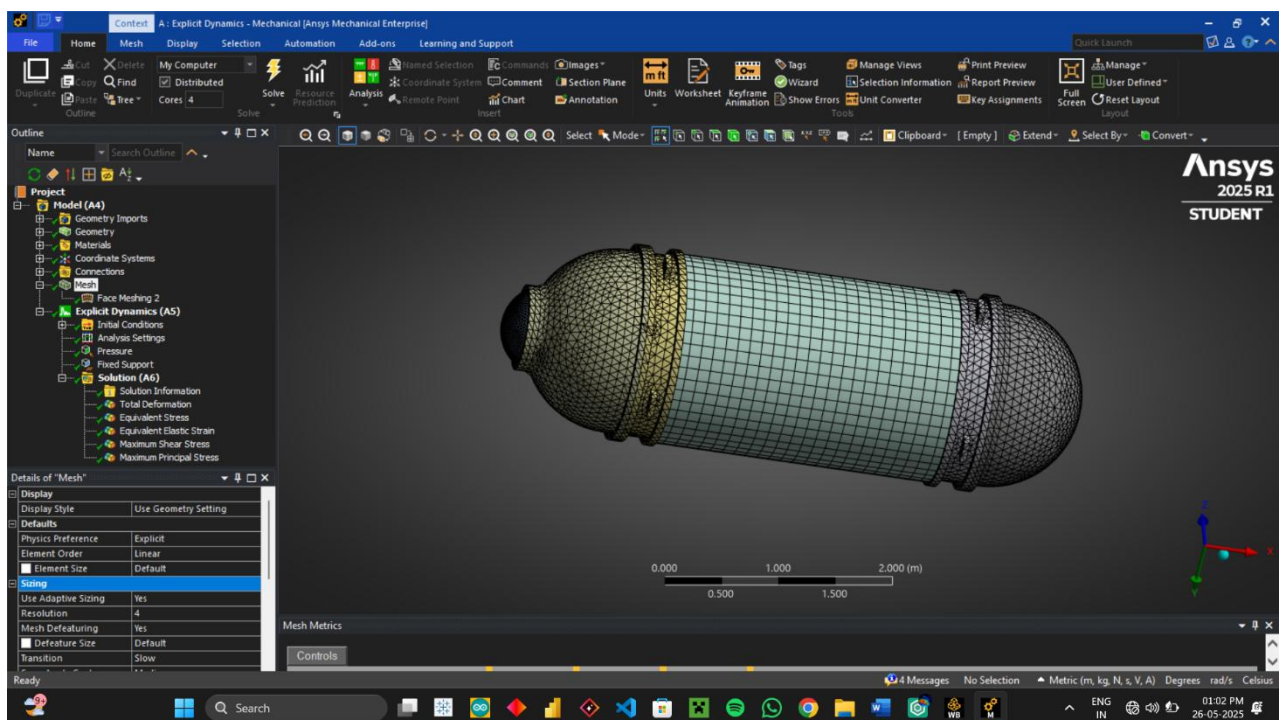 Context A : Explicit Dynamics - Mechanical [Ansys Mechanical Enterprise]
File Home Mesh Display Selection Automation Add-ons Learning and Support Quick Launch
Duplicate
Cut
Copy
Paste
Delete
Find
Tree
Outline
My Computer
Distributed
Cores 4
Solve
Resource Prediction
Solve
Analysis
Named Selection
Coordinate System
Remote Point
Commands
Comment
Chart
Images
Section Plane
Annotation
Insert
Units
Worksheet
Keyframe Animation
Tags
Wizard
Show Errors
Manage Views
Selection Information
Unit Converter
Print Preview
Report Preview
Key Assignments
Tools
Full Screen
Manage
User Defined
Reset Layout
Layout
Outline
Select Mode Clipboard [ Empty ] Extend Select By Convert
Name Search Outline
Project
Model (A4)
Geometry Imports
Geometry
Materials
Coordinate Systems
Connections
Mesh
Face Meshing 2
Explicit Dynamics (A5)
Initial Conditions
Analysis Settings
Pressure
Fixed Support
Solution (A6)
Solution Information
Total Deformation
Equivalent Stress
Equivalent Elastic Strain
Maximum Shear Stress
Maximum Principal Stress
Ansys
2025 R1
STUDENT
Details of "Mesh"
Display
Display Style Use Geometry Setting
Defaults
Physics Preference Explicit
Element Order Linear
Element Size Default
Sizing
Use Adaptive Sizing Yes
Resolution 4
Mesh Defeaturing Yes
Defeature Size Default
Transition Slow
0.000 1.000 2.000 (m)
0.500 1.500
Z
X
Y
Mesh Metrics
Controls
Ready 4 Messages No Selection Metric (m, kg, N, s, V, A) Degrees rad/s Celsius
Search
WB
M
ENG
IN
01:02 PM
26-05-2025